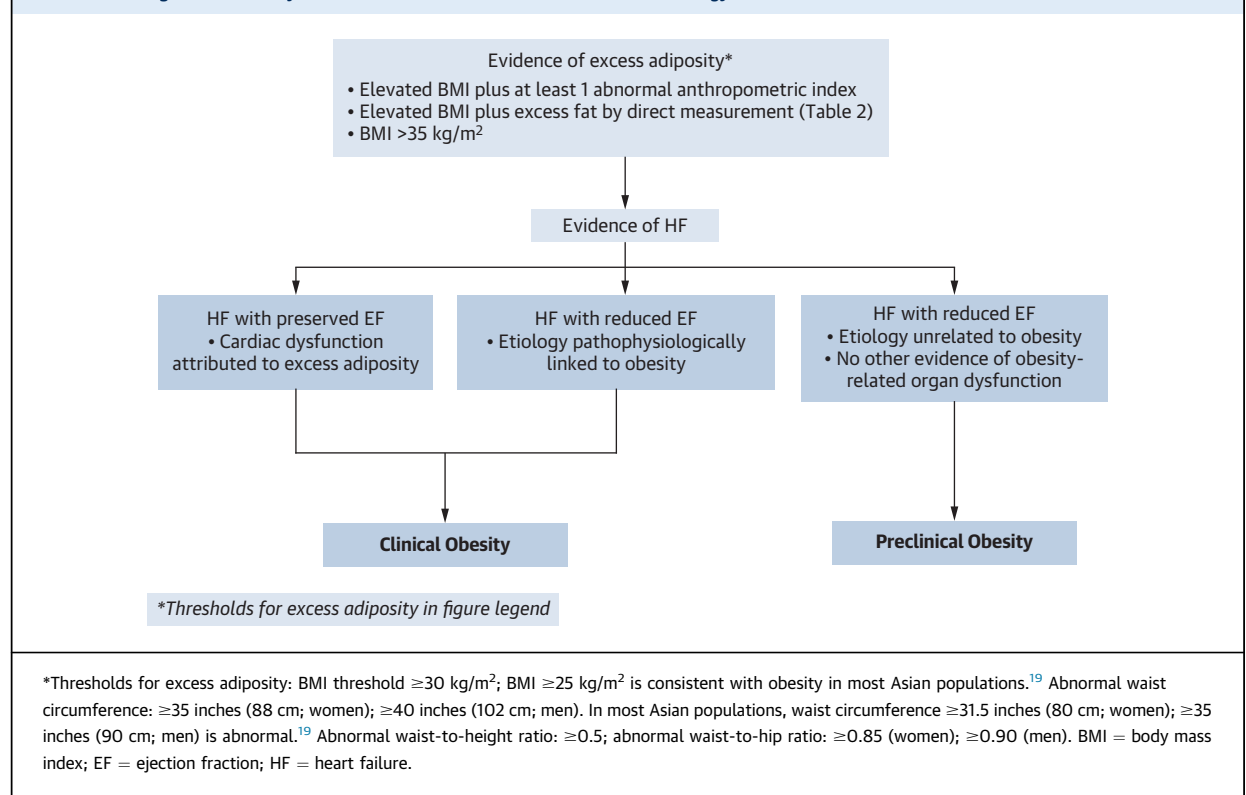 Evidence of excess adiposity*
• Elevated BMI plus at least 1 abnormal anthropometric index
• Elevated BMI plus excess fat by direct measurement (Table 2)
• BMI >35 kg/m²
Evidence of HF
HF with preserved EF
• Cardiac dysfunction
attributed to excess adiposity
HF with reduced EF
• Etiology pathophysiologically
linked to obesity
HF with reduced EF
• Etiology unrelated to obesity
• No other evidence of obesity-
related organ dysfunction
Clinical Obesity
Preclinical Obesity
*Thresholds for excess adiposity in figure legend
*Thresholds for excess adiposity: BMI threshold ≥30 kg/m²; BMI ≥25 kg/m² is consistent with obesity in most Asian populations.¹⁹ Abnormal waist
circumference: ≥35 inches (88 cm; women); ≥40 inches (102 cm; men). In most Asian populations, waist circumference ≥31.5 inches (80 cm; women); ≥35
inches (90 cm; men) is abnormal.¹⁹ Abnormal waist-to-height ratio: ≥0.5; abnormal waist-to-hip ratio: ≥0.85 (women); ≥0.90 (men). BMI = body mass
index; EF = ejection fraction; HF = heart failure.